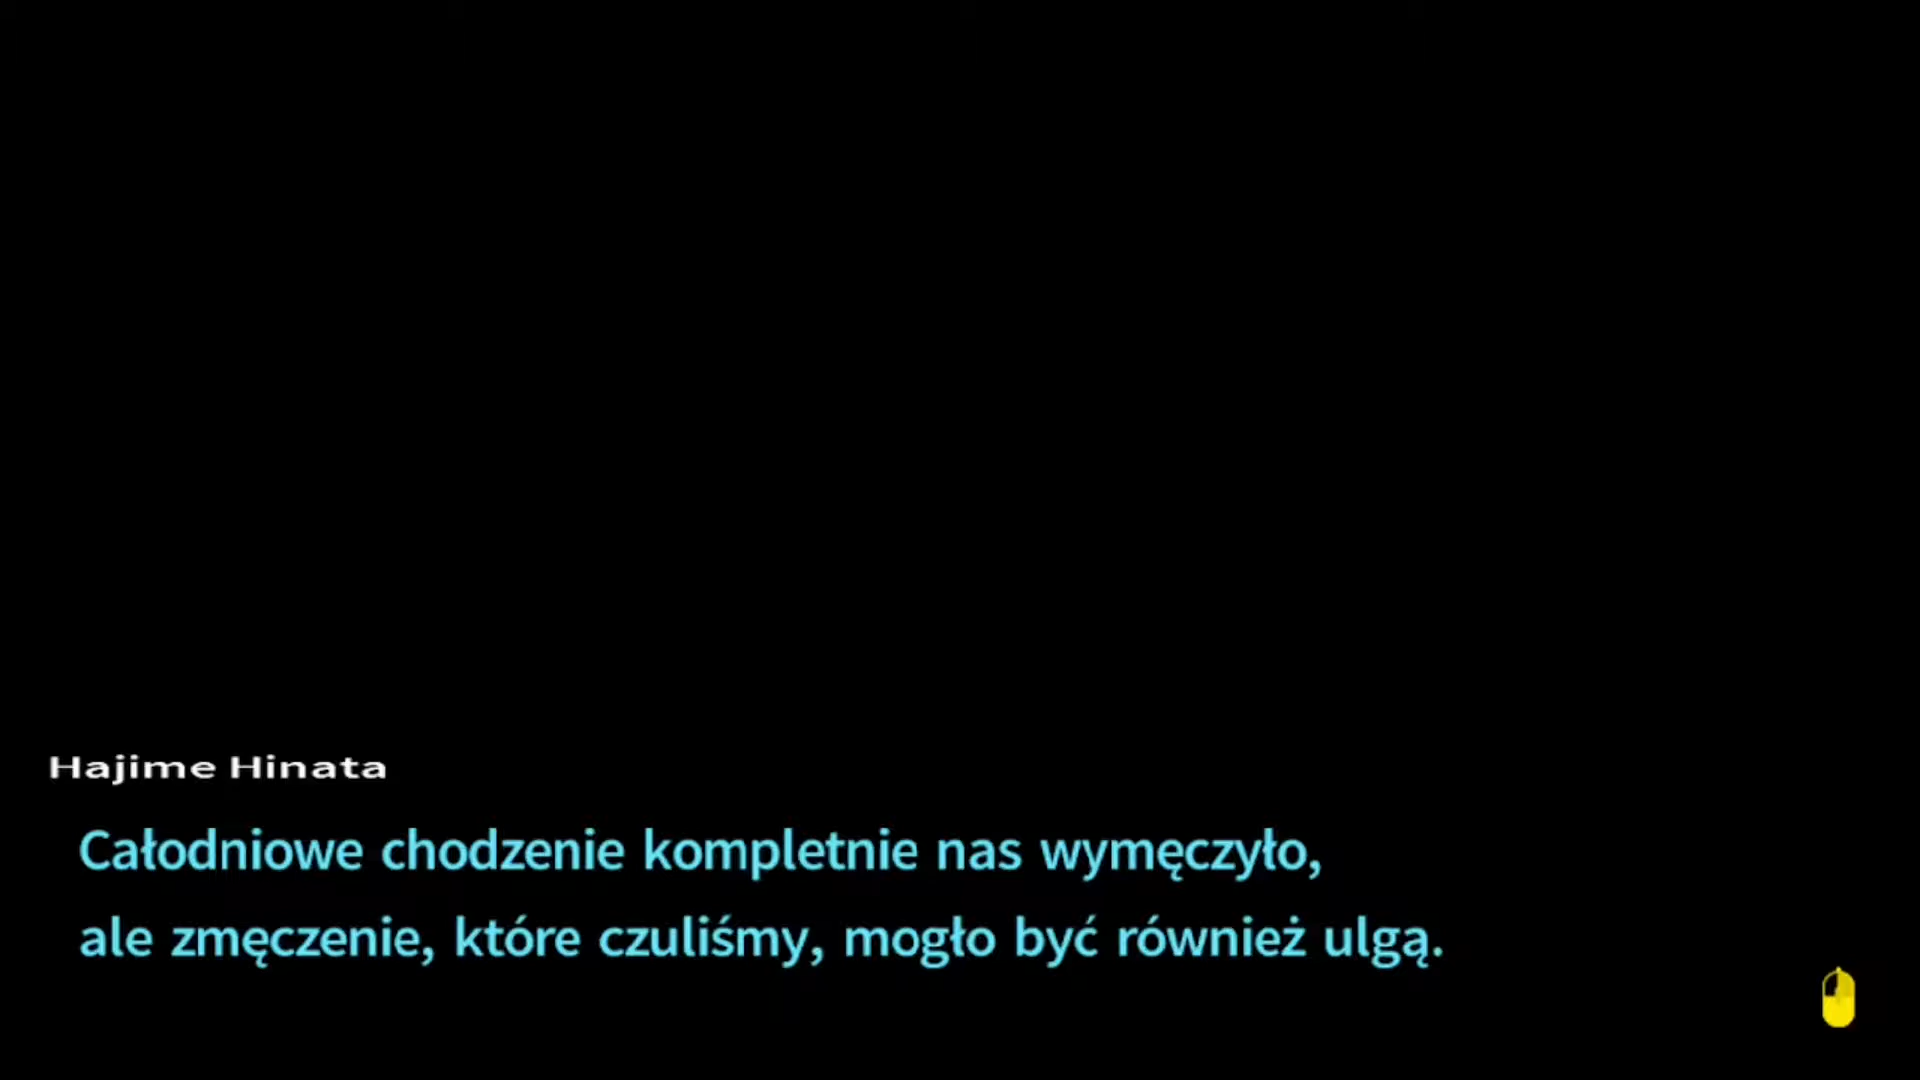 Hajime Hinata
Całodniowe chodzenie kompletnie nas wymęczyło,
ale zmęczenie, które czuliśmy, mogło być również ulgą.